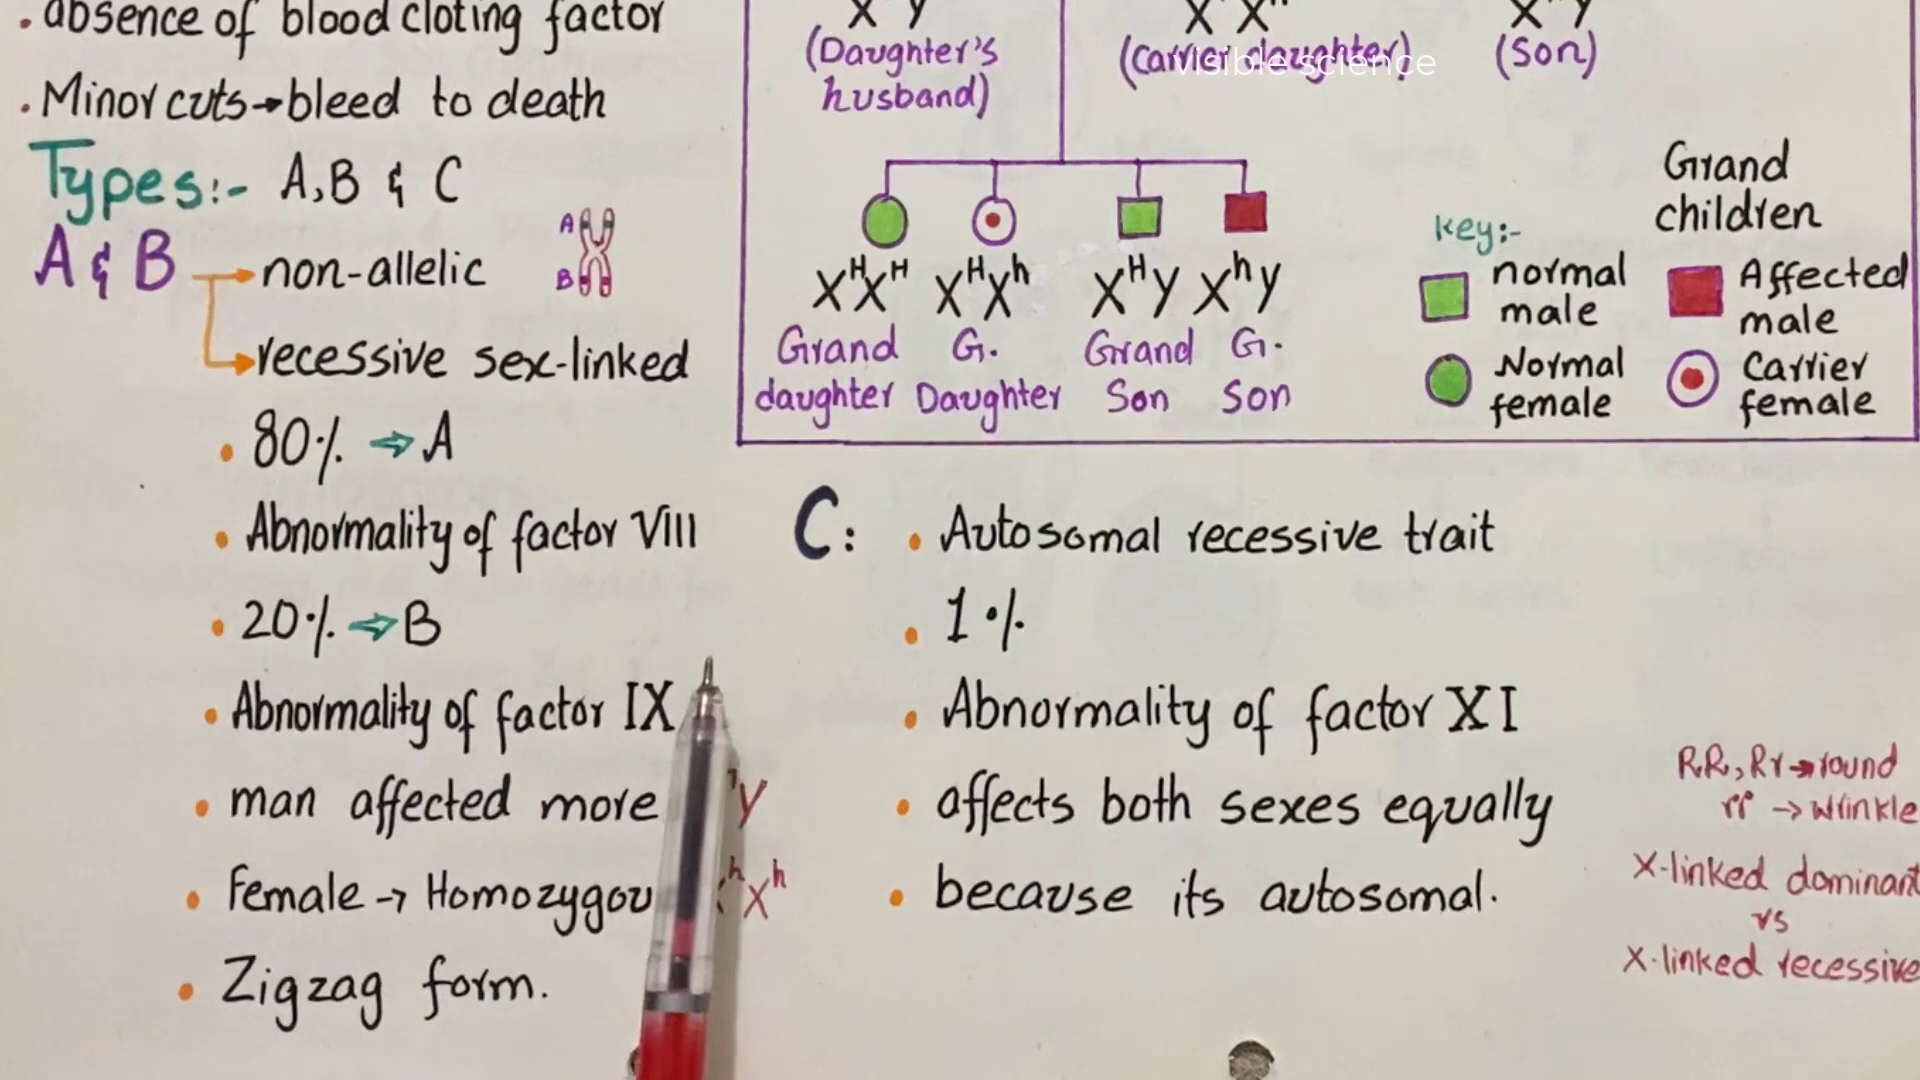 . absence of blood cloting factor
. Minor cuts → bleed to death
Types:- A, B & C
A & B → non-allelic
A
B
→ recessive sex-linked
• 80% ⇒ A
• Abnormality of factor VIII
• 20% ⇒ B
• Abnormality of factor IX
• man affected more
y
• Female → Homozygou
h X^h
• Zigzag form.
(Daughter's
husband)
(Carrier daughter)
(Son)
visible science
X^H X^H X^H X^h X^H Y X^h Y
Grand
daughter
G.
Daughter
Grand
Son
G.
Son
Grand
children
Key:-
normal
male
Affected
male
Normal
female
Carrier
female
C: • Autosomal recessive trait
• 1%
• Abnormality of factor XI
• affects both sexes equally
• because its autosomal.
RR, Rr → round
rr → wrinkle
X-linked dominant
vs
X-linked recessive